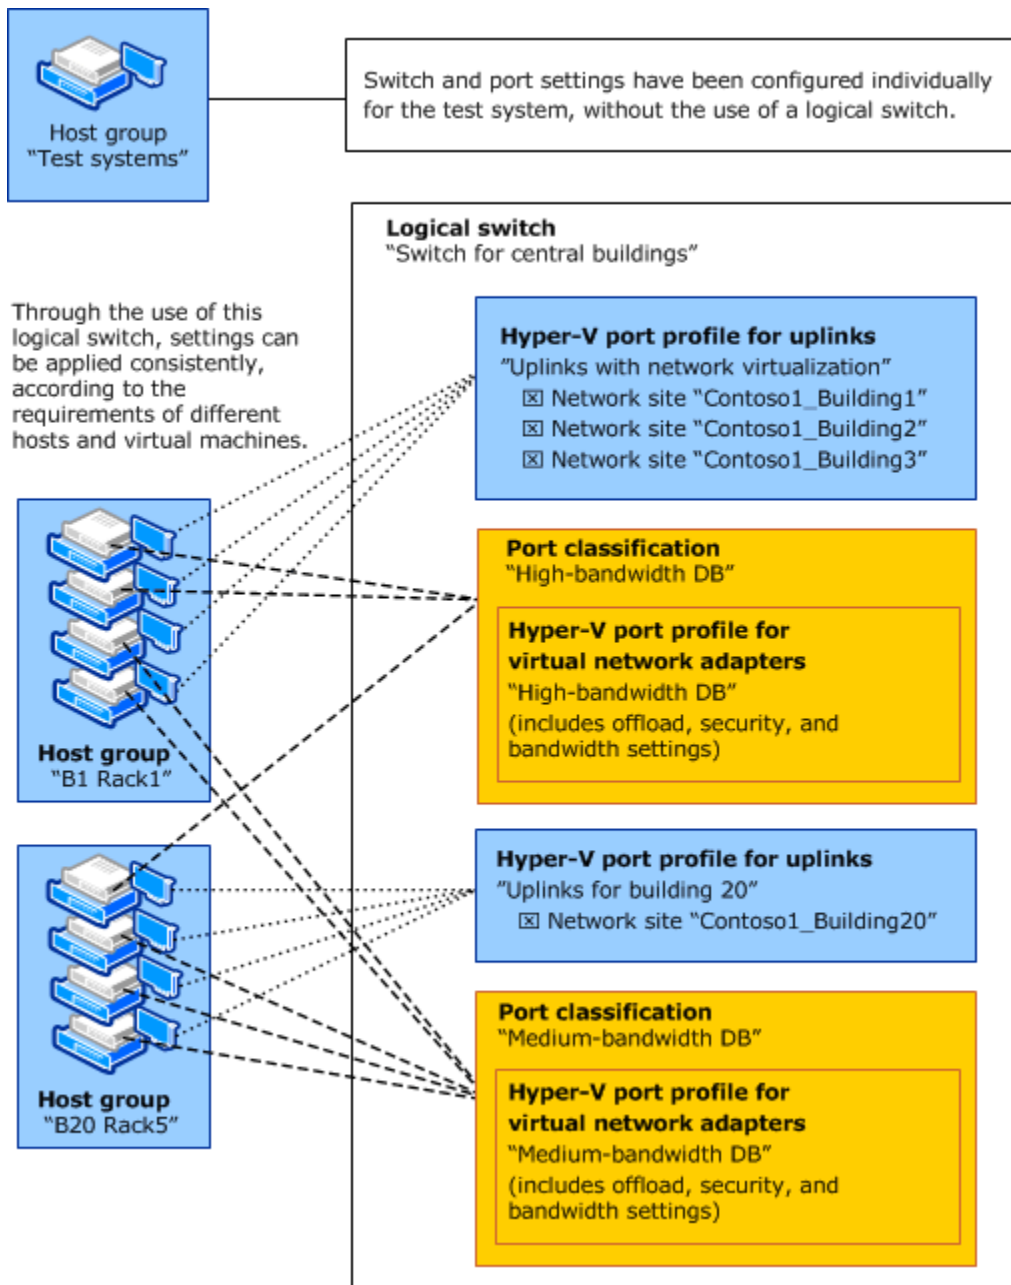 Host group
“Test systems”
Switch and port settings have been configured individually
for the test system, without the use of a logical switch.
Logical switch
“Switch for central buildings”
Through the use of this
logical switch, settings can
be applied consistently,
according to the
requirements of different
hosts and virtual machines.
Hyper-V port profile for uplinks
”Uplinks with network virtualization”
☒ Network site “Contoso1_Building1”
☒ Network site “Contoso1_Building2”
☒ Network site “Contoso1_Building3”
Port classification
“High-bandwidth DB”
Hyper-V port profile for
virtual network adapters
“High-bandwidth DB”
(includes offload, security, and
bandwidth settings)
Host group
“B1 Rack1”
Hyper-V port profile for uplinks
”Uplinks for building 20”
☒ Network site “Contoso1_Building20”
Port classification
“Medium-bandwidth DB”
Hyper-V port profile for
virtual network adapters
“Medium-bandwidth DB”
(includes offload, security, and
bandwidth settings)
Host group
“B20 Rack5”